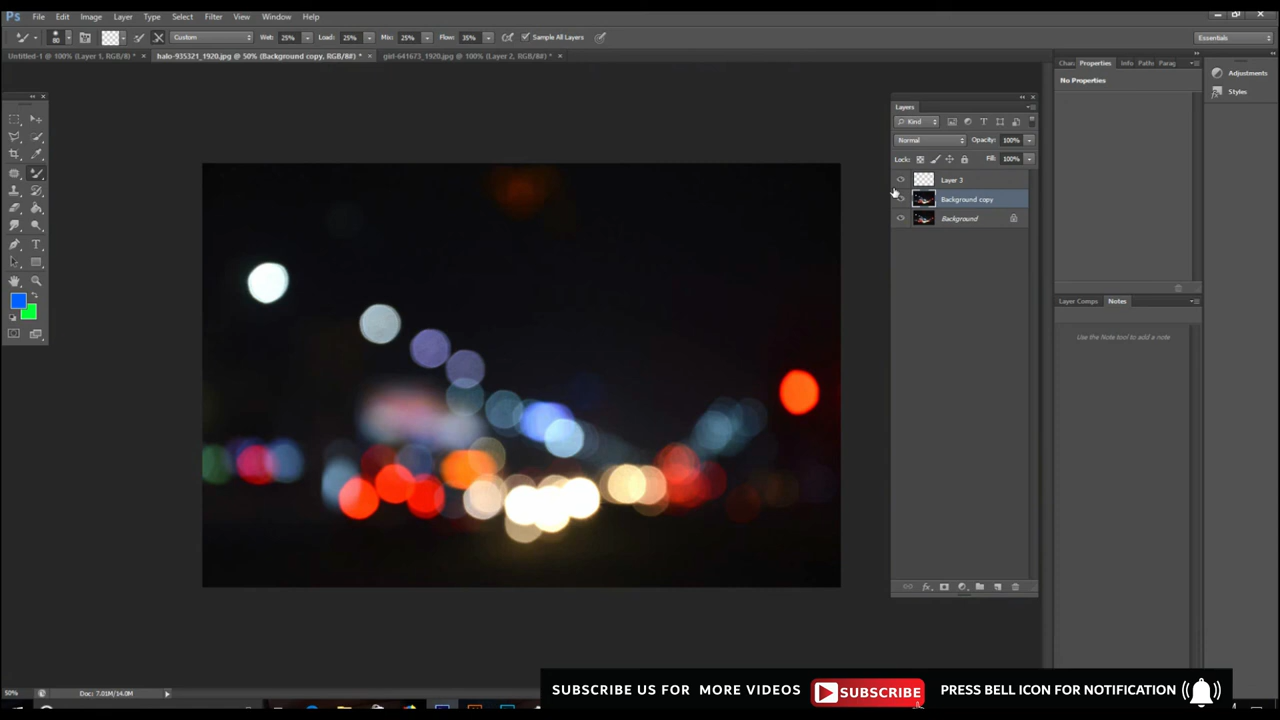 Ps File Edit Image Layer Type Select Filter View Window Help
80 Custom Wet: 25% Load: 25% Mix: 25% Flow: 35% Sample All Layers Essentials
Untitled-1 @ 100% (Layer 1, RGB/8) * × halo-935321_1920.jpg @ 50% (Background copy, RGB/8#) * × girl-641673_1920.jpg @ 100% (Layer 2, RGB/8#) * ×
Chan Properties Info Paths Parag
No Properties
Adjustments
Styles
Layers
Kind
Normal Opacity: 100%
Lock: Fill: 100%
Layer 3
Background copy
Background
Layer Comps Notes
Use the Note tool to add a note
50% Doc: 7.01M/14.0M
SUBSCRIBE US FOR MORE VIDEOS SUBSCRIBE PRESS BELL ICON FOR NOTIFICATION